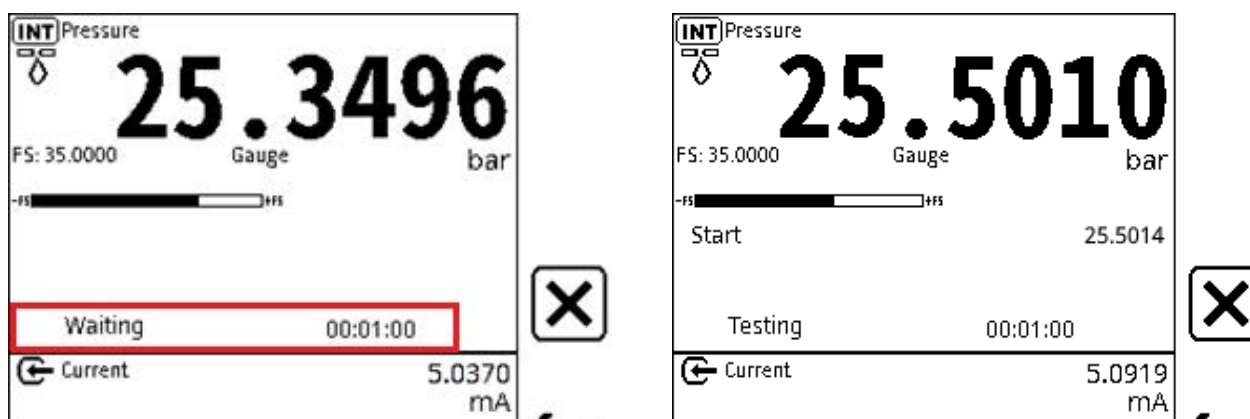 INT Pressure
25.3496
FS: 35.0000 Gauge bar
-FS +FS
Waiting 00:01:00
Current 5.0370
mA
INT Pressure
25.5010
FS: 35.0000 Gauge bar
-FS +FS
Start 25.5014
Testing 00:01:00
Current 5.0919
mA